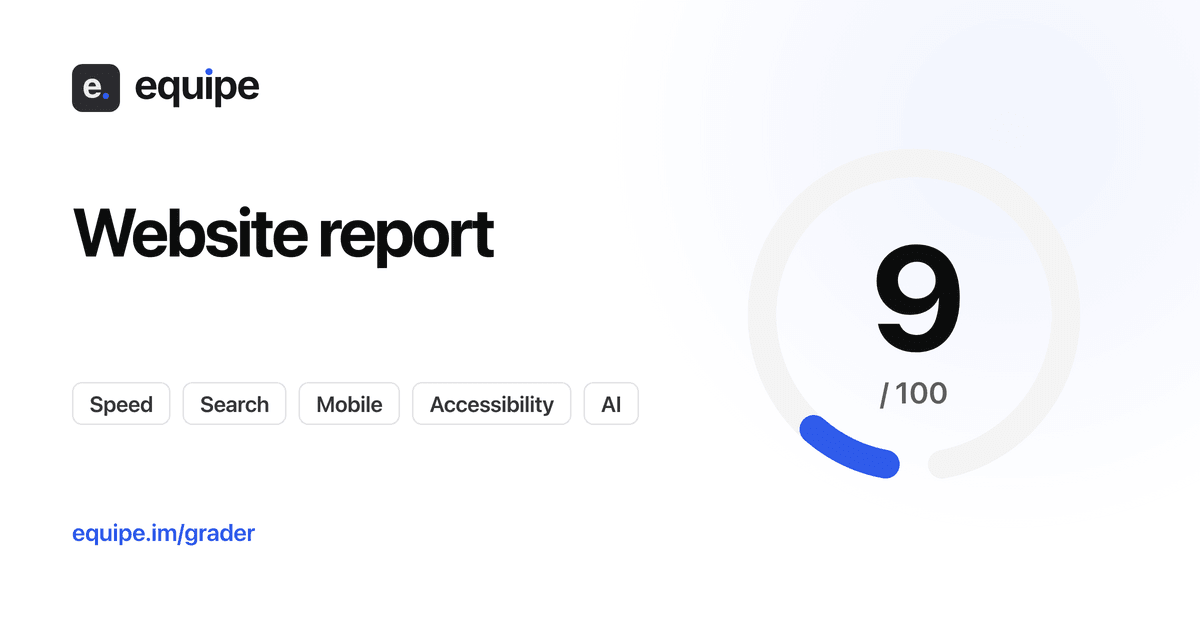 e. equipe
Website report
9
/ 100
Speed Search Mobile Accessibility AI
equipe.im/grader